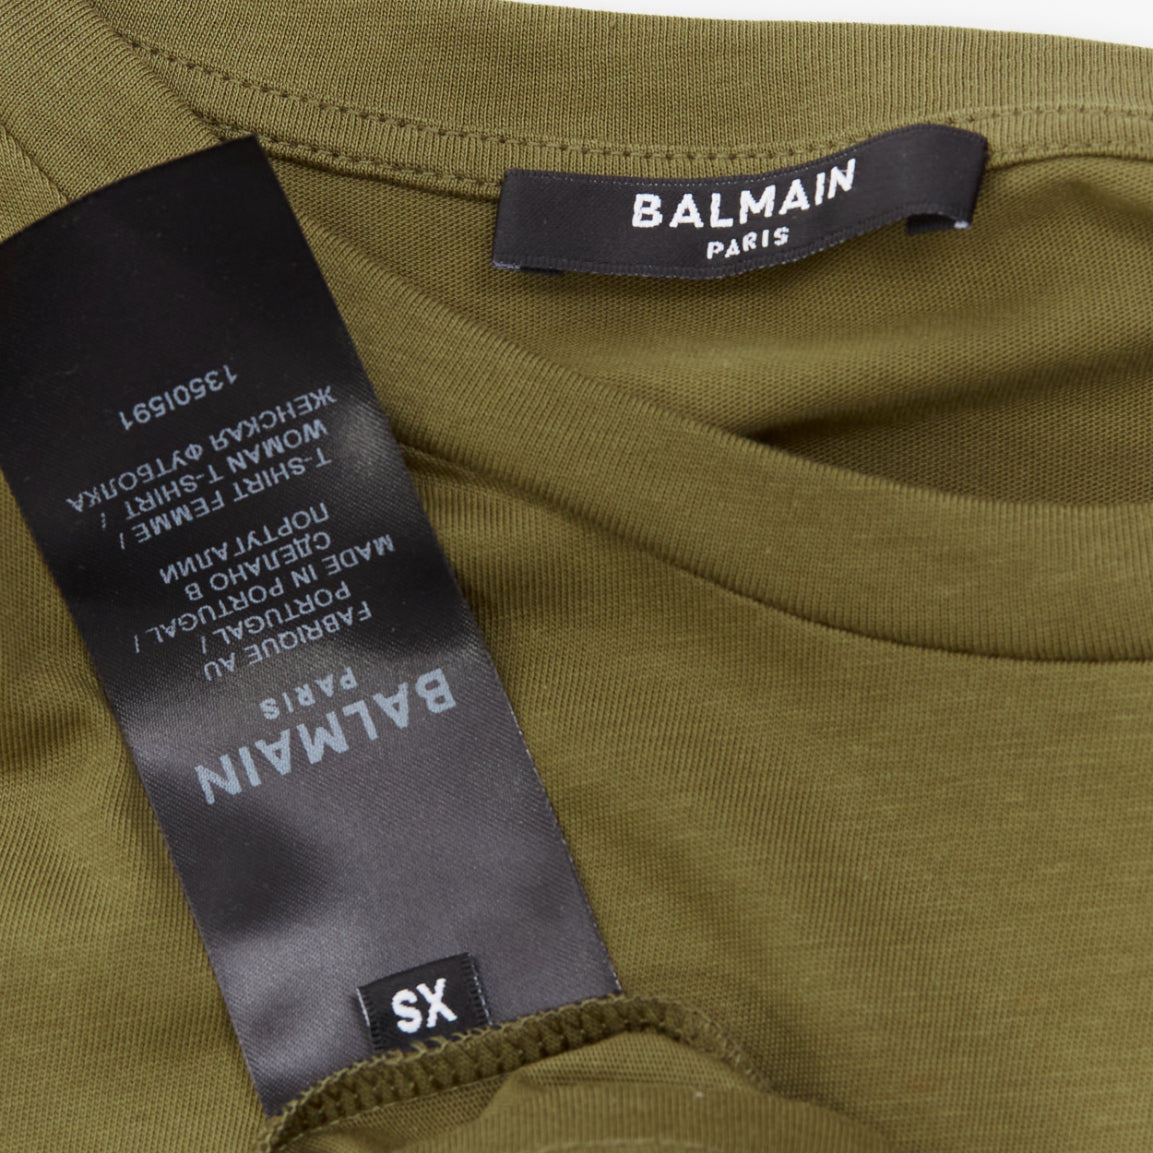 BALMAIN
PARIS
BALMAIN
PARIS
FABRIQUE AU
PORTUGAL /
MADE IN PORTUGAL /
СДЕЛАНО В
ПОРТУГАЛИИ
T-SHIRT FEMME /
WOMAN T-SHIRT /
ЖЕНСКАЯ ФУТБОЛКА
1350I591
XS